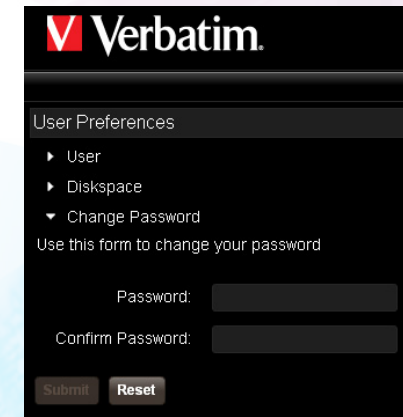 Verbatim.
User Preferences
User
Diskspace
Change Password
Use this form to change your password
Password:
Confirm Password:
Submit Reset